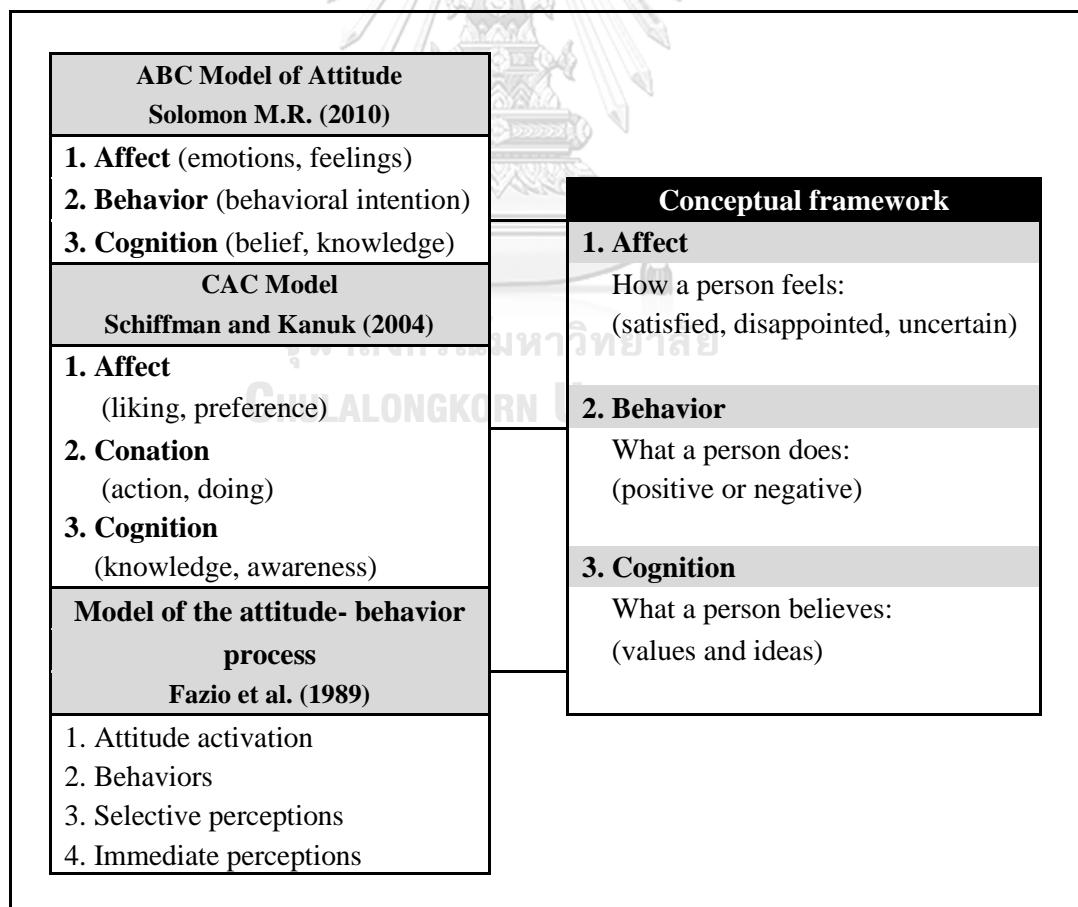 ABC Model of Attitude
Solomon M.R. (2010)
1. Affect (emotions, feelings)
2. Behavior (behavioral intention)
3. Cognition (belief, knowledge)
CAC Model
Schiffman and Kanuk (2004)
1. Affect
(liking, preference)
2. Conation
(action, doing)
3. Cognition
(knowledge, awareness)
Model of the attitude- behavior
process
Fazio et al. (1989)
1. Attitude activation
2. Behaviors
3. Selective perceptions
4. Immediate perceptions
Conceptual framework
1. Affect
How a person feels:
(satisfied, disappointed, uncertain)
2. Behavior
What a person does:
(positive or negative)
3. Cognition
What a person believes:
(values and ideas)
CHULALONGKORN